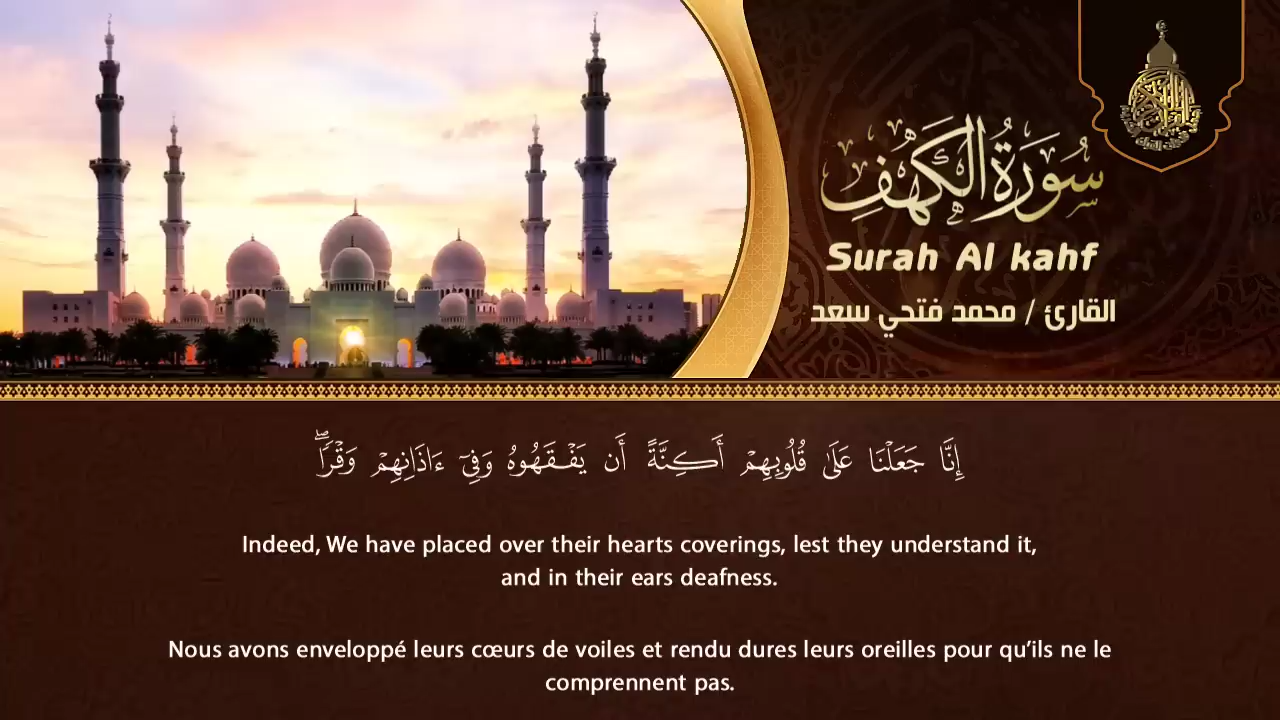 سُورَةُ الكَهْفِ
Surah Al kahf
القارئ / محمد فتحي سعد
إِنَّا جَعَلْنَا عَلَىٰ قُلُوبِهِمْ أَكِنَّةً أَن يَفْقَهُوهُ وَفِىٓ ءَاذَانِهِمْ وَقْرًاۖ
Indeed, We have placed over their hearts coverings, lest they understand it,
and in their ears deafness.
Nous avons enveloppé leurs cœurs de voiles et rendu dures leurs oreilles pour qu’ils ne le
comprennent pas.